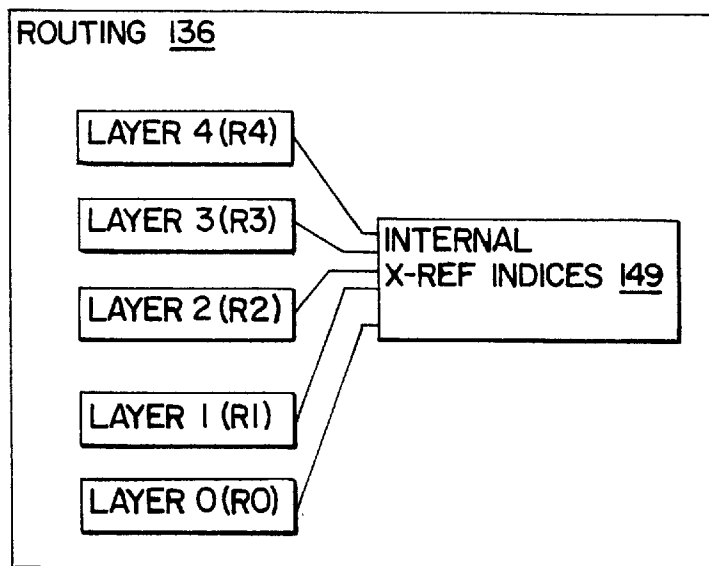 ROUTING 136
LAYER 4 (R4)
LAYER 3 (R3)
LAYER 2 (R2)
LAYER 1 (R1)
LAYER 0 (R0)
INTERNAL
X-REF INDICES 149